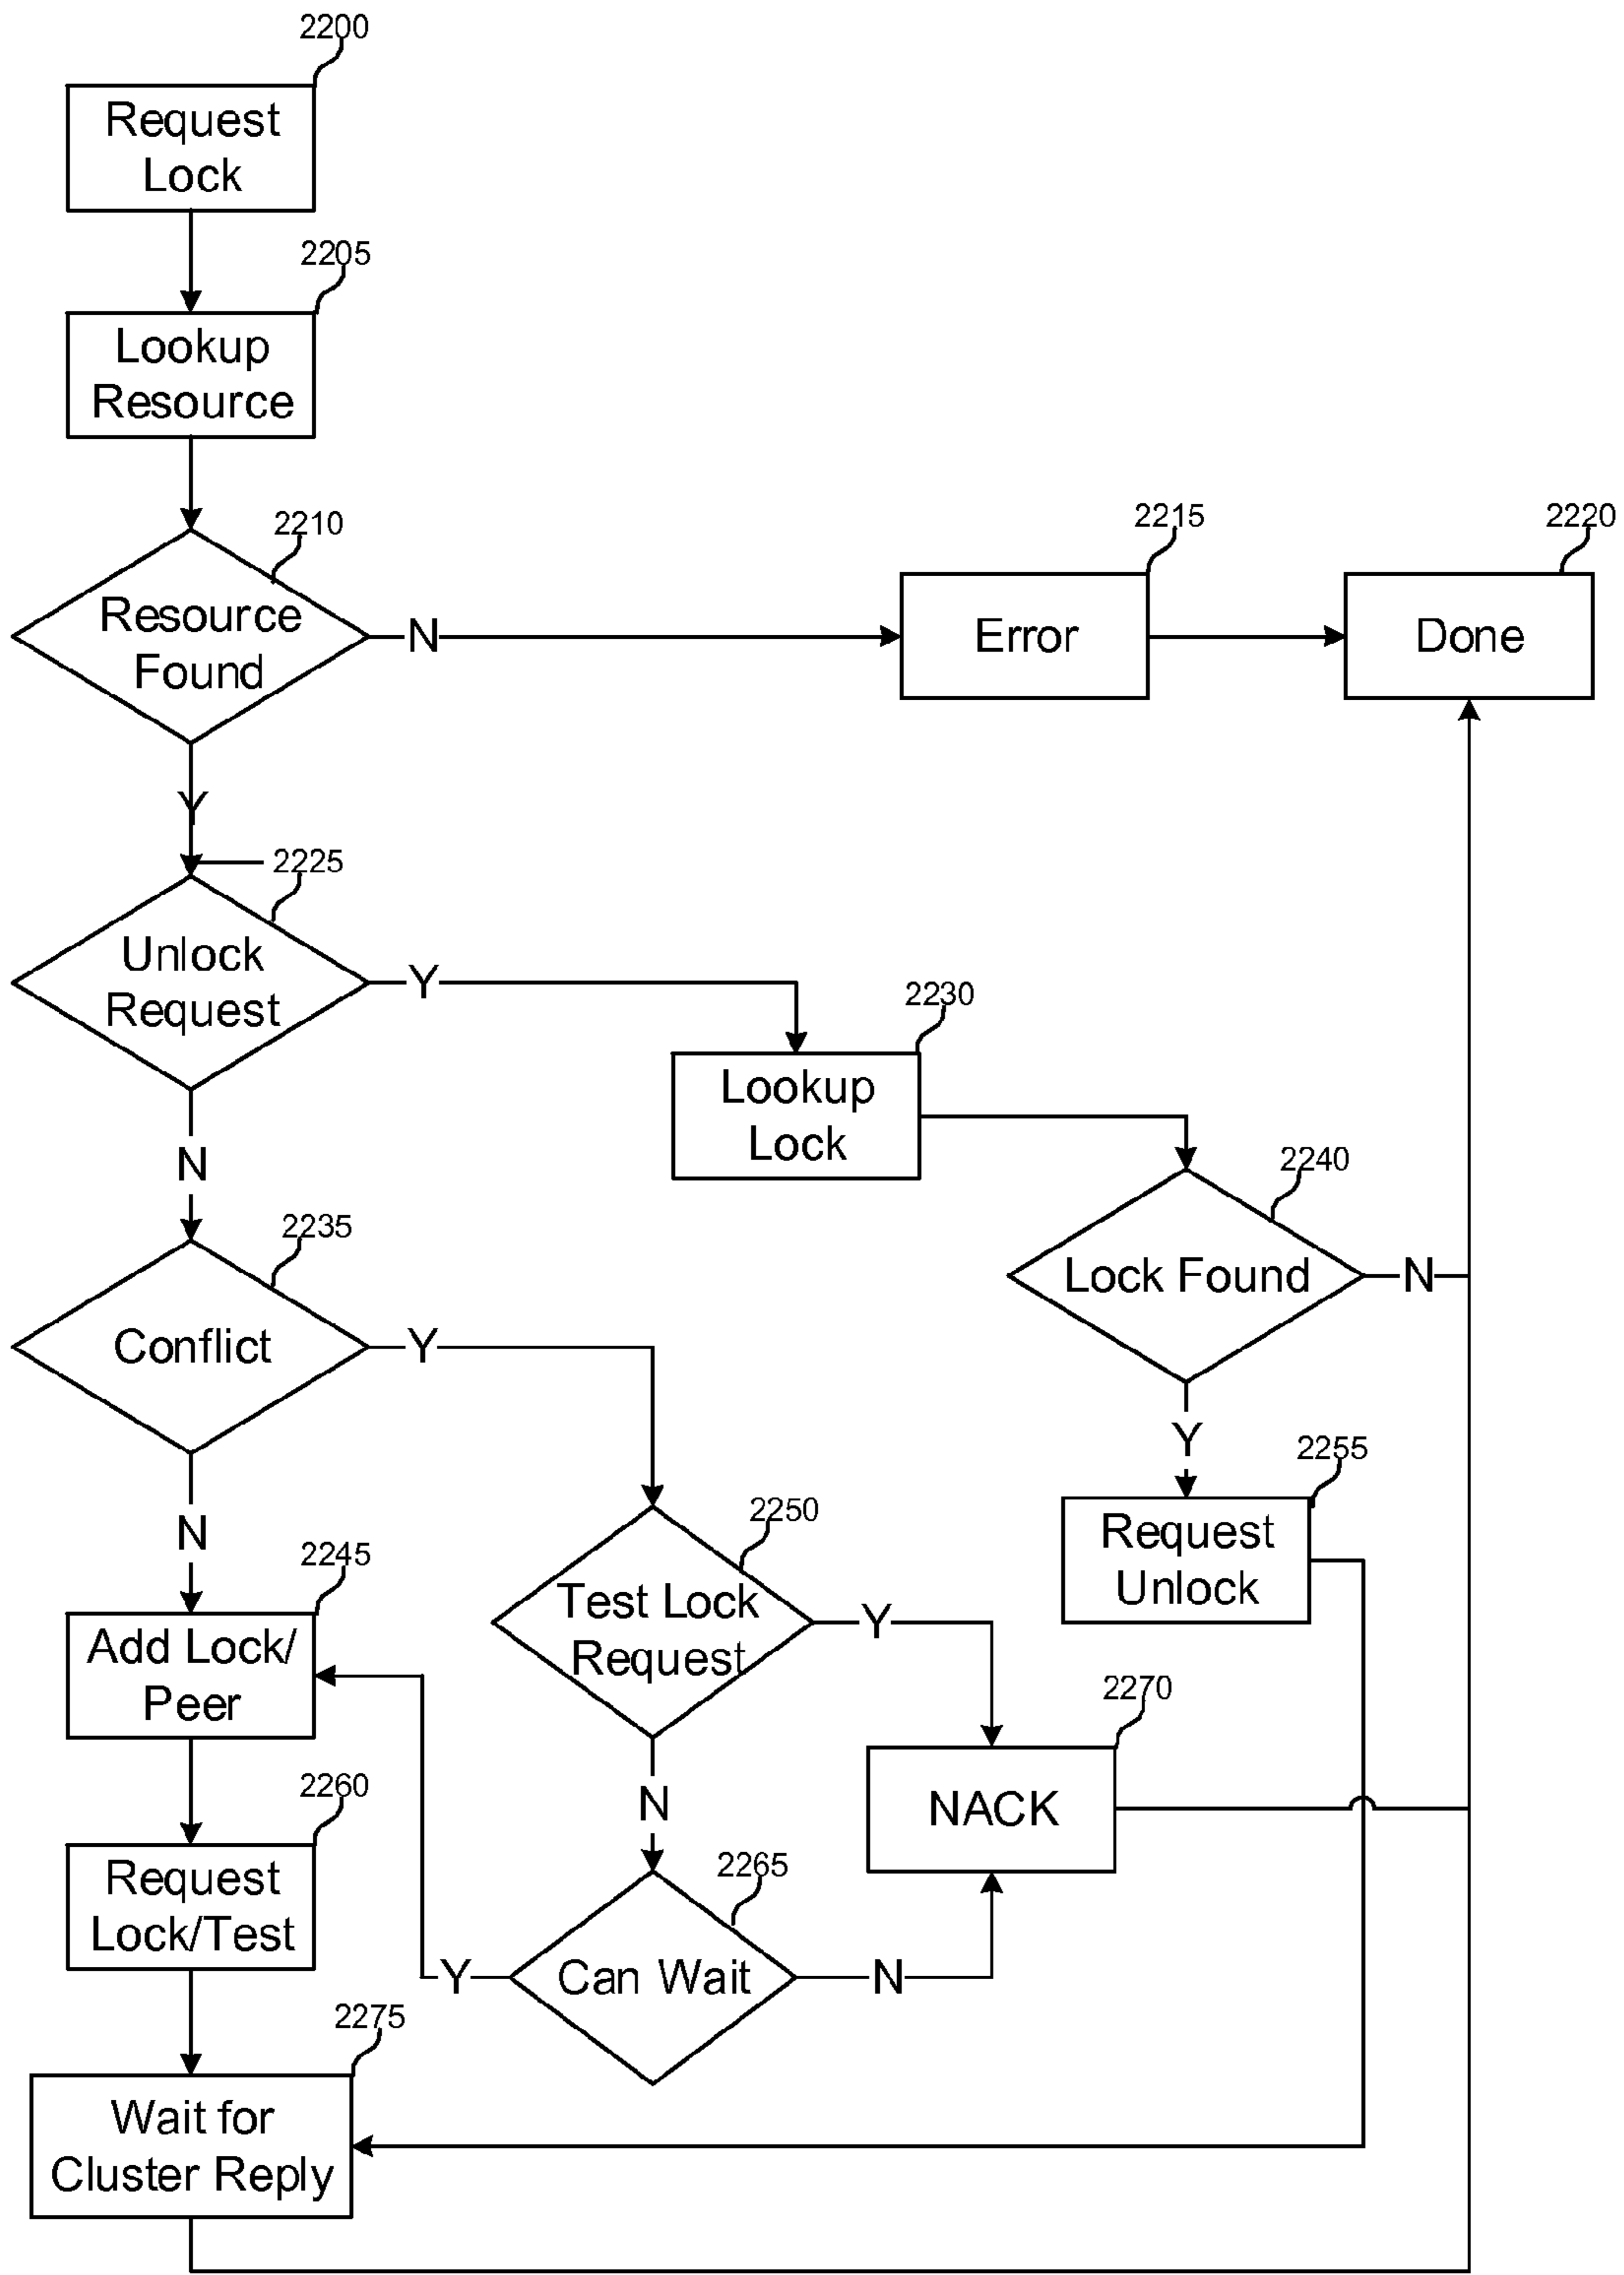 2200
Request
Lock
2205
Lookup
Resource
2210
Resource
Found
N
2215
Error
2220
Done
Y
2225
Unlock
Request
Y
2230
Lookup
Lock
N
2240
Lock Found
N
2235
Conflict
Y
Y
2255
Request
Unlock
N
2250
Test Lock
Request
Y
2245
Add Lock/
Peer
2270
NACK
N
2260
Request
Lock/Test
2265
Can Wait
Y
N
2275
Wait for
Cluster Reply